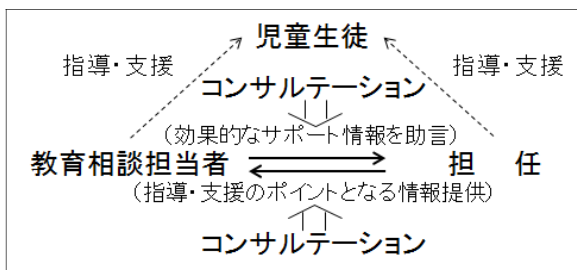 児童生徒
指導・支援
指導・支援
コンサルテーション
（効果的なサポート情報を助言）
教育相談担当者
担　任
（指導・支援のポイントとなる情報提供）
コンサルテーション